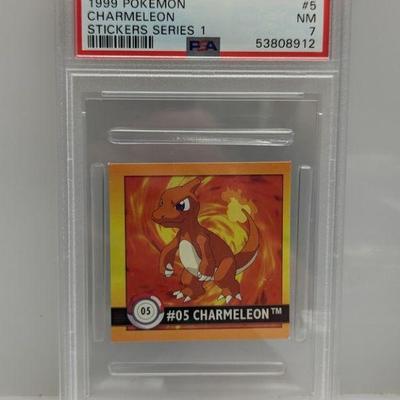 1999 POKEMON #5
CHARMELEON NM
STICKERS SERIES 1 7
PSA 53808912
05 #05 CHARMELEON™